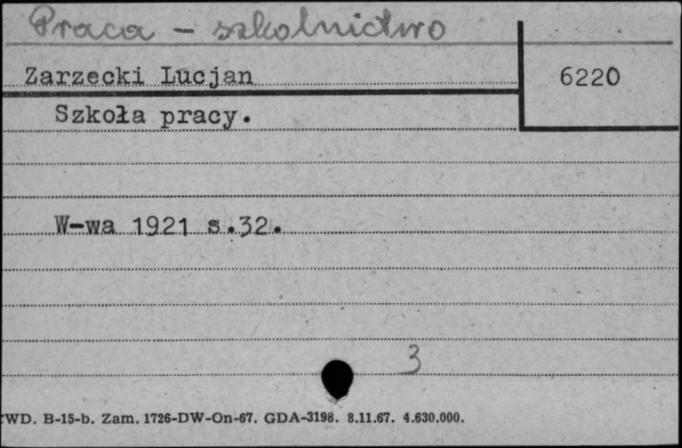 Praca - szkolnictwo
Zarzecki Lucjan
6220
Szkoła pracy.
W-wa 1921 s.32.
3
WD. B-15-b. Zam. 1726-DW-On-67. GDA-3198. 8.11.67. 4.630.000.